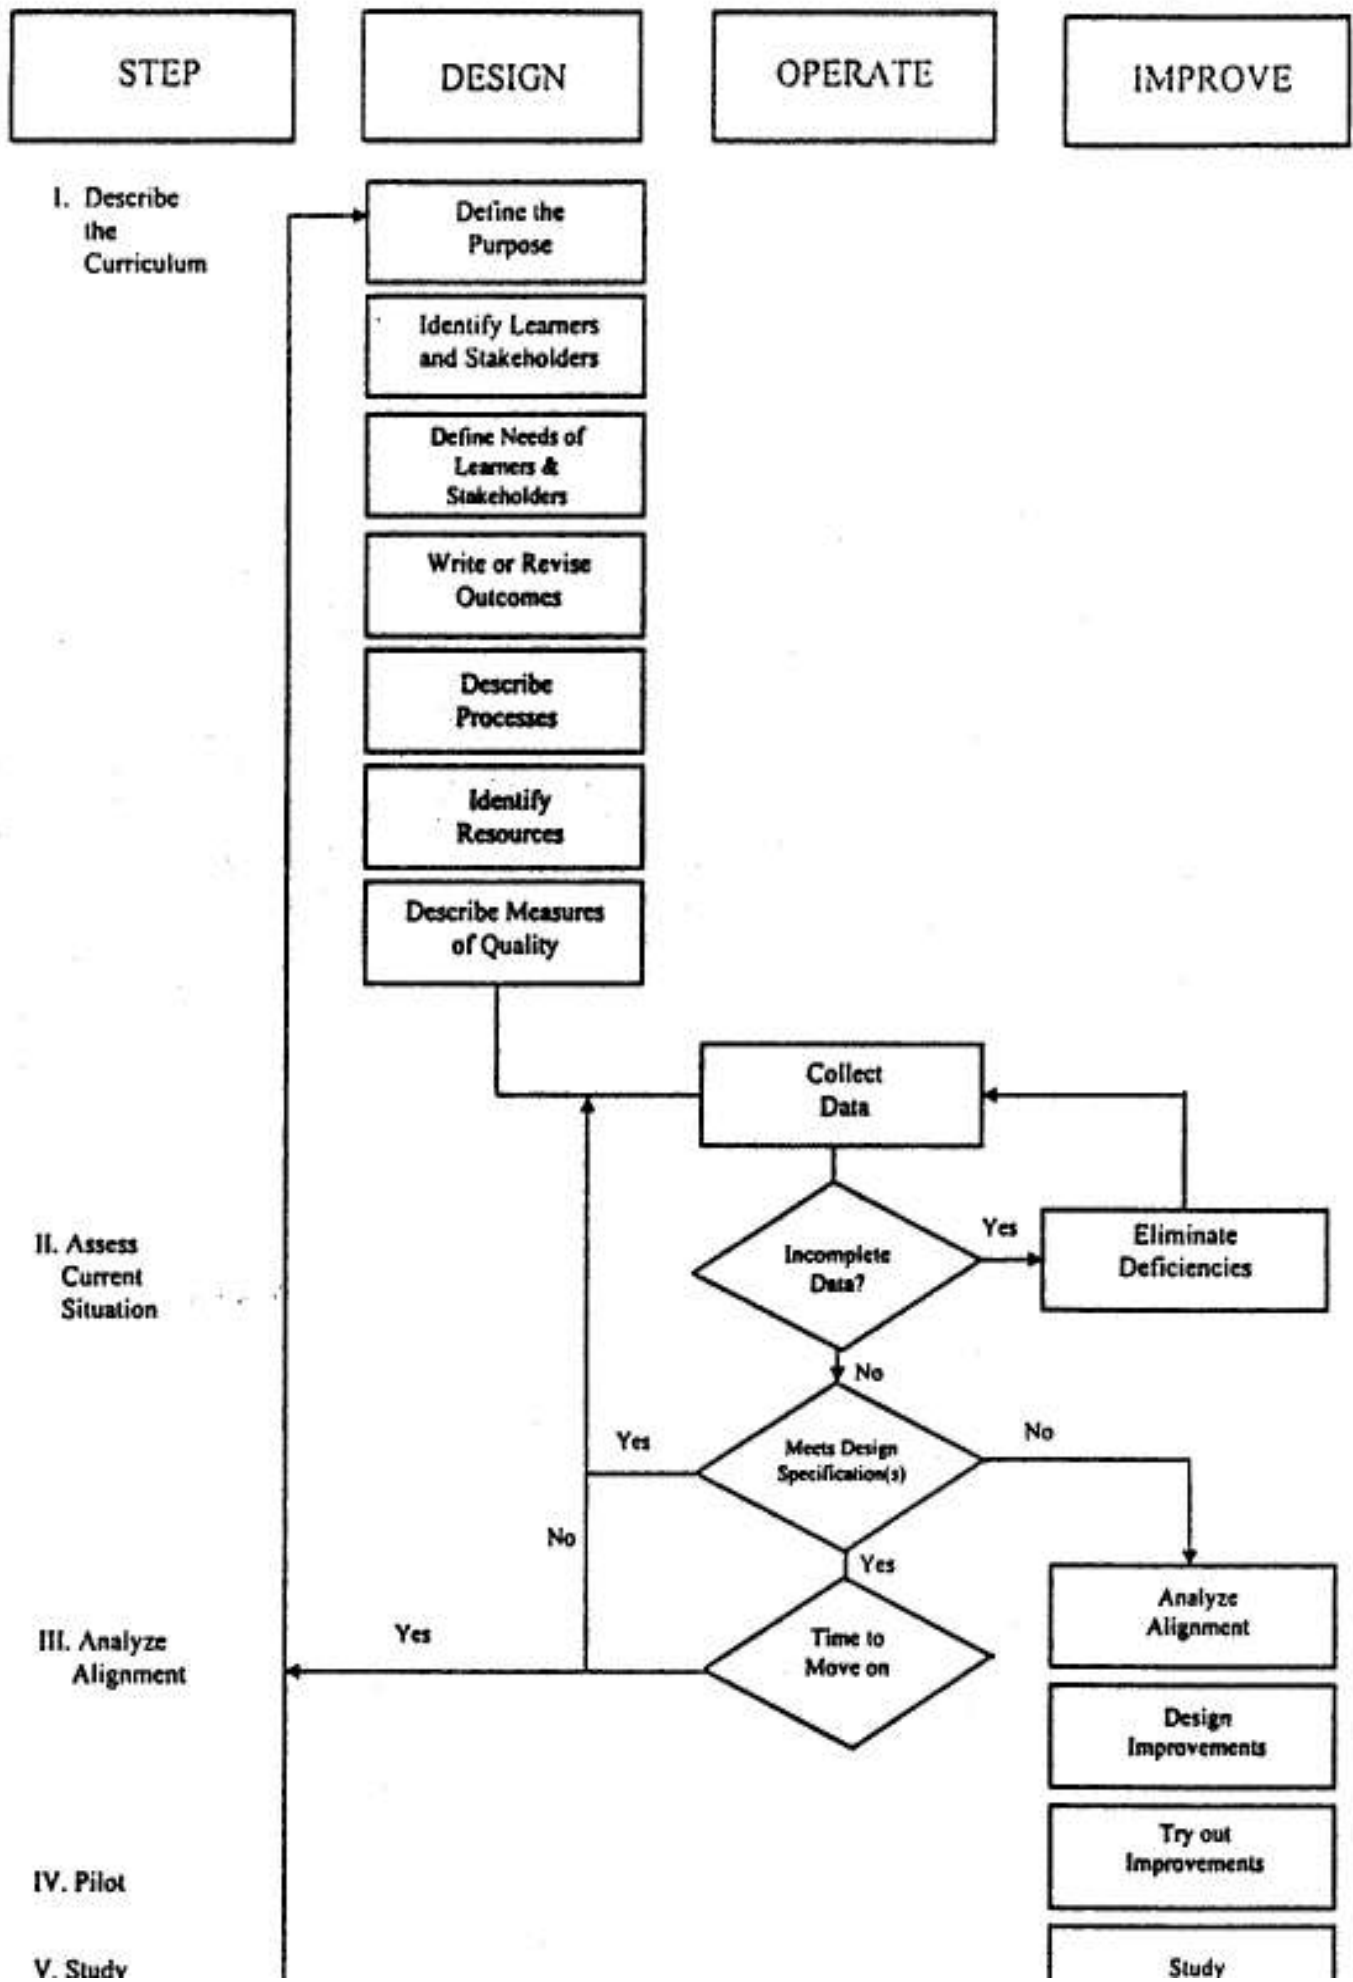 STEP
DESIGN
OPERATE
IMPROVE
I. Describe
the
Curriculum
Define the
Purpose
Identify Learners
and Stakeholders
Define Needs of
Learners &
Stakeholders
Write or Revise
Outcomes
Describe
Processes
Identify
Resources
Describe Measures
of Quality
Collect
Data
II. Assess
Current
Situation
Incomplete
Data?
Yes
Eliminate
Deficiencies
No
Meets Design
Specification(s)
Yes
No
No
Yes
III. Analyze
Alignment
Yes
Time to
Move on
Analyze
Alignment
Design
Improvements
Try out
Improvements
IV. Pilot
V. Study
Study